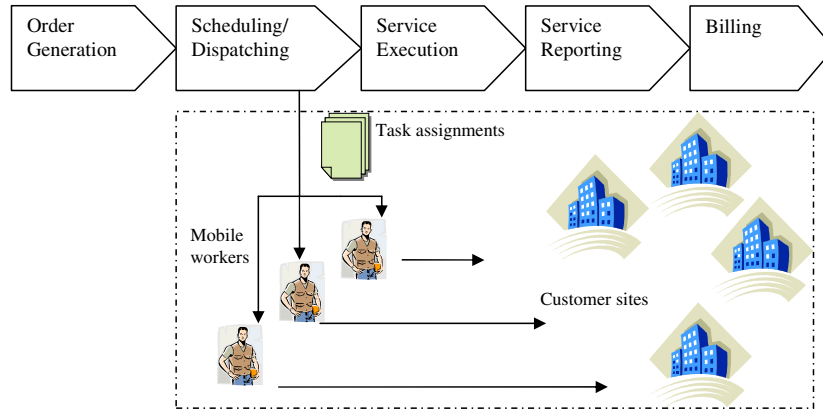 Order
Generation
Scheduling/
Dispatching
Service
Execution
Service
Reporting
Billing
Task assignments
Mobile
workers
Customer sites